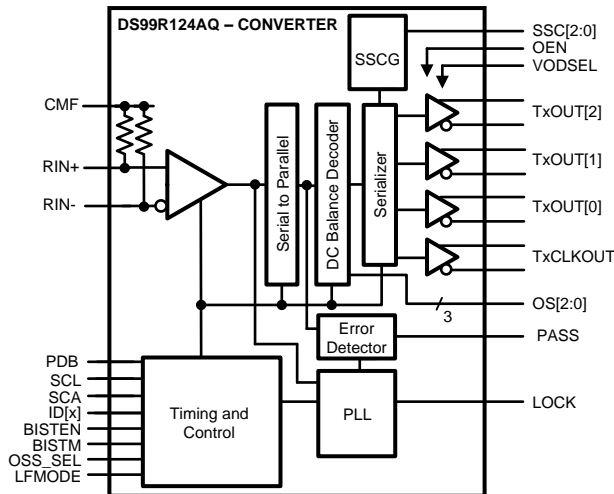 DS99R124AQ – CONVERTER
SSC[2:0]
OEN
VODSEL
SSCG
CMF
TxOUT[2]
RIN+
TxOUT[1]
RIN-
TxOUT[0]
Serial to Parallel
DC Balance Decoder
Serializer
TxCLKOUT
OS[2:0]
3
Error
Detector
PASS
PDB
SCL
SCA
ID[x]
BISTEN
BISTM
OSS_SEL
LFMODE
Timing and
Control
PLL
LOCK